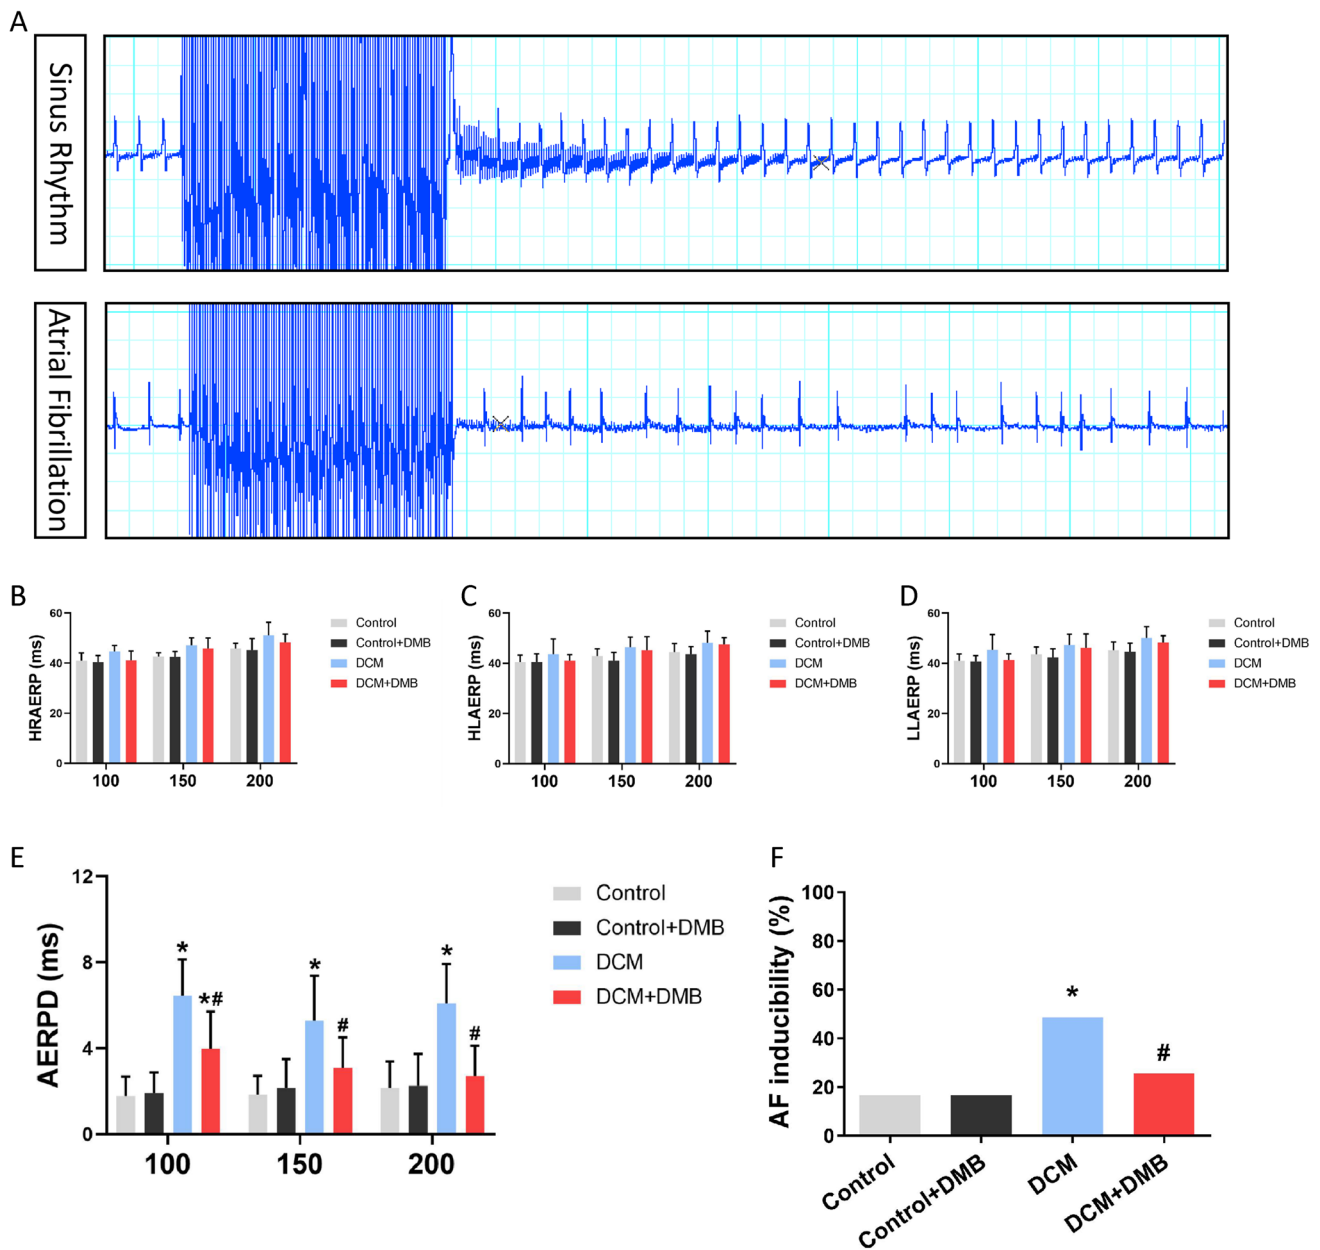 A
Sinus Rhythm
Atrial Fibrillation
B
HRAERP (ms)
60
40
20
0
100
150
200
Control
Control+DMB
DCM
DCM+DMB
C
HLAERP (ms)
60
40
20
0
100
150
200
Control
Control+DMB
DCM
DCM+DMB
D
LLAERP (ms)
60
40
20
0
100
150
200
Control
Control+DMB
DCM
DCM+DMB
E
AERPD (ms)
12
8
4
0
*
*#
*
#
*
#
100
150
200
Control
Control+DMB
DCM
DCM+DMB
F
AF inducibility (%)
100
80
60
40
20
0
*
#
Control
Control+DMB
DCM
DCM+DMB